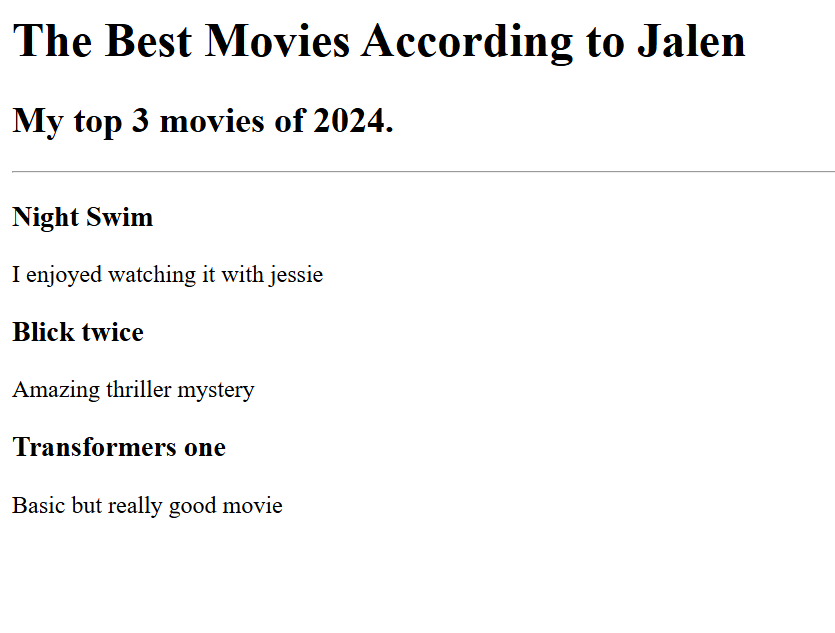 The Best Movies According to Jalen
My top 3 movies of 2024.
Night Swim
I enjoyed watching it with jessie
Blick twice
Amazing thriller mystery
Transformers one
Basic but really good movie